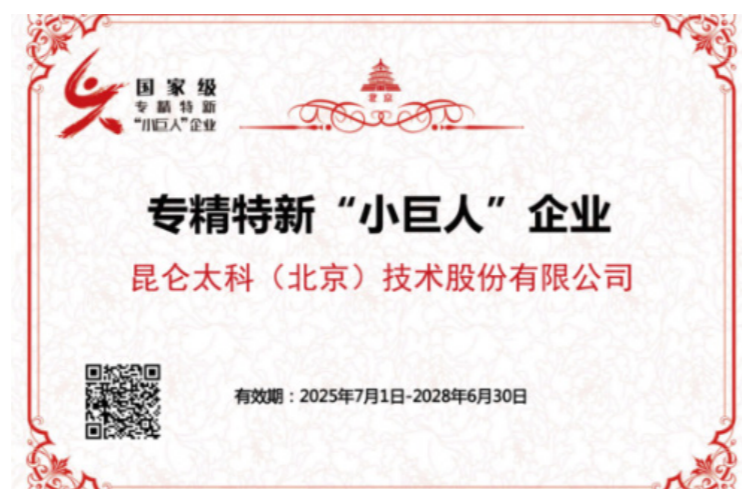 国家级
专精特新
“小巨人”企业
北京
专精特新“小巨人”企业
昆仑太科（北京）技术股份有限公司
有效期：2025年7月1日-2028年6月30日